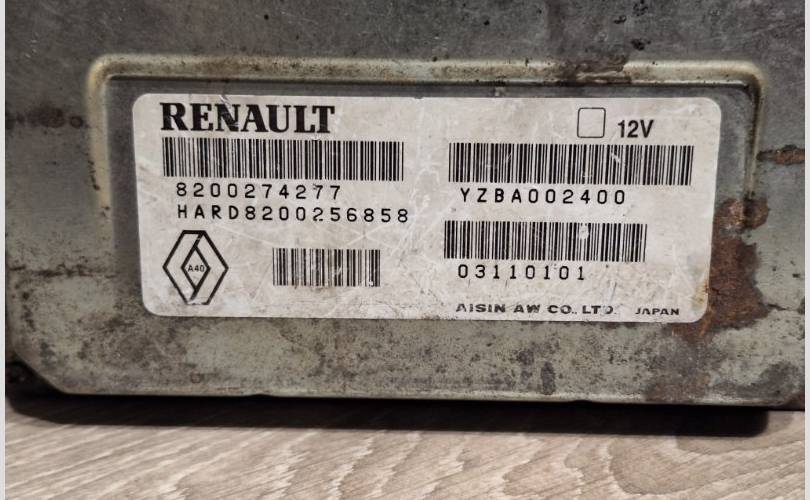 RENAULT
12V
8200274277
YZBA002400
HARD8200256858
03110101
A40
AISIN AW CO., LTD. JAPAN